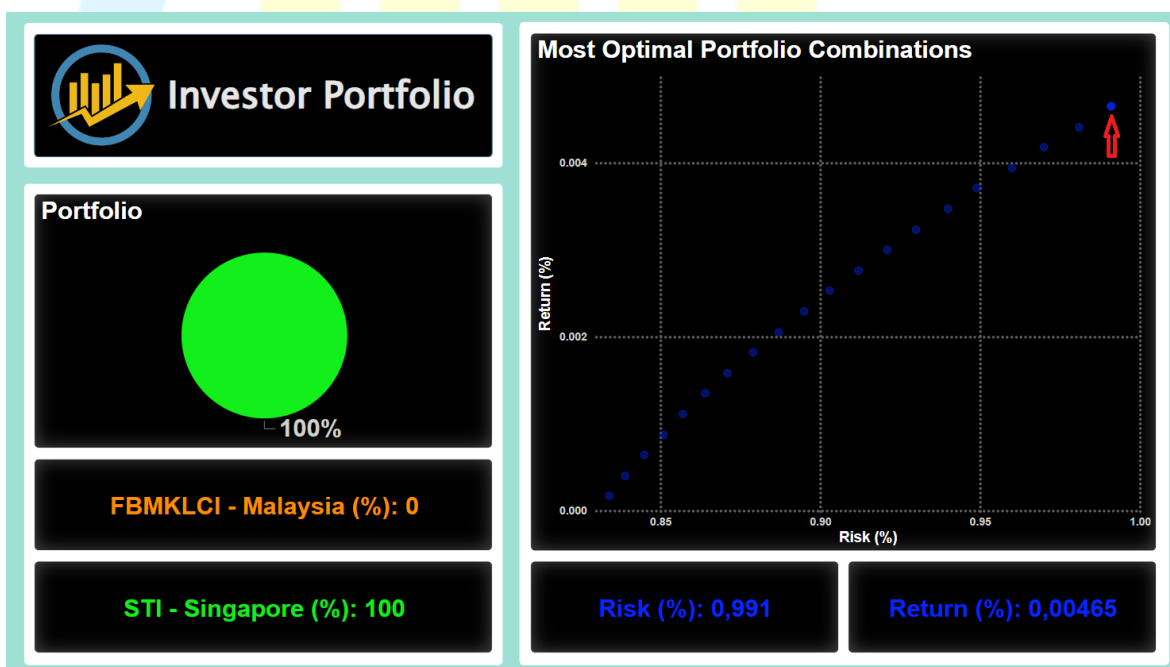 Investor Portfolio
Portfolio
100%
FBMKLCI - Malaysia (%): 0
STI - Singapore (%): 100
Most Optimal Portfolio Combinations
Return (%)
0.004
0.002
0.000
0.85
0.90
0.95
1.00
Risk (%)
Risk (%): 0,991
Return (%): 0,00465